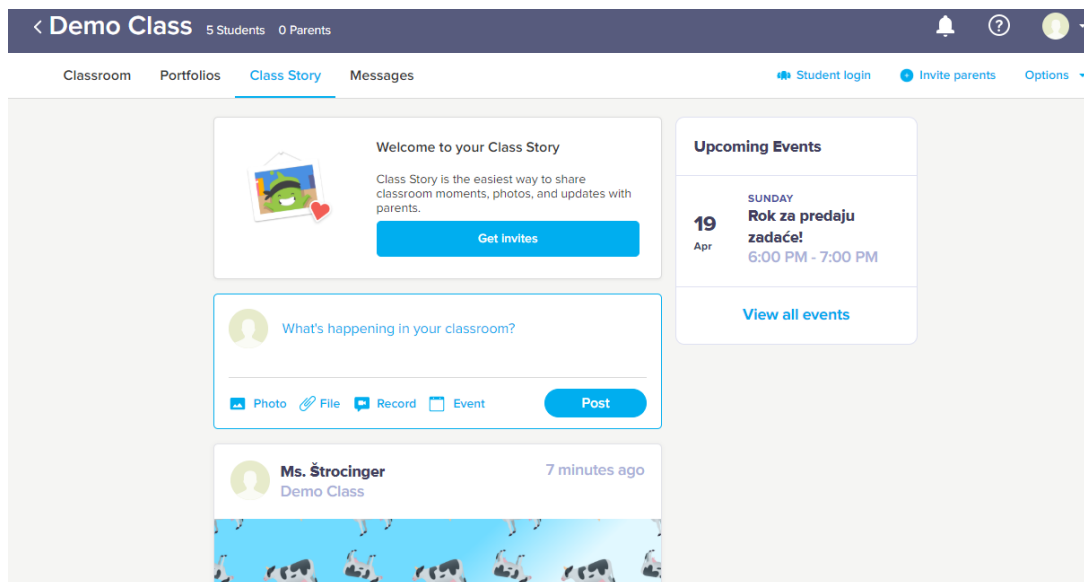 Demo Class 5 Students 0 Parents
Classroom Portfolios Class Story Messages Student login Invite parents Options
Welcome to your Class Story
Class Story is the easiest way to share
classroom moments, photos, and updates with
parents.
Get invites
What's happening in your classroom?
Photo File Record Event Post
Ms. Štrocinger 7 minutes ago
Demo Class
Upcoming Events
SUNDAY
19 Rok za predaju
Apr zadaće!
6:00 PM - 7:00 PM
View all events